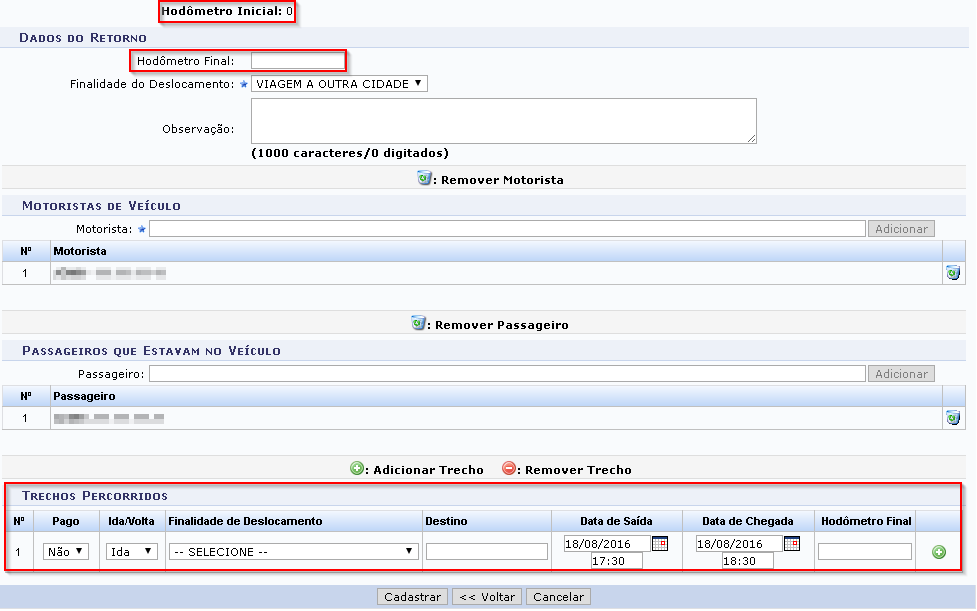 Hodômetro Inicial: 0
Dados do Retorno
Hodômetro Final:
Finalidade do Deslocamento: VIAGEM A OUTRA CIDADE
Observação:
(1000 caracteres/0 digitados)
: Remover Motorista
Motoristas de Veículo
Motorista: Adicionar
Nº Motorista
1
: Remover Passageiro
Passageiros que Estavam no Veículo
Passageiro: Adicionar
Nº Passageiro
1
: Adicionar Trecho : Remover Trecho
Trechos Percorridos
Nº Pago Ida/Volta Finalidade de Deslocamento Destino Data de Saída Data de Chegada Hodômetro Final
1 Não Ida -- SELECIONE -- 18/08/2016 18/08/2016
17:30 18:30
Cadastrar << Voltar Cancelar